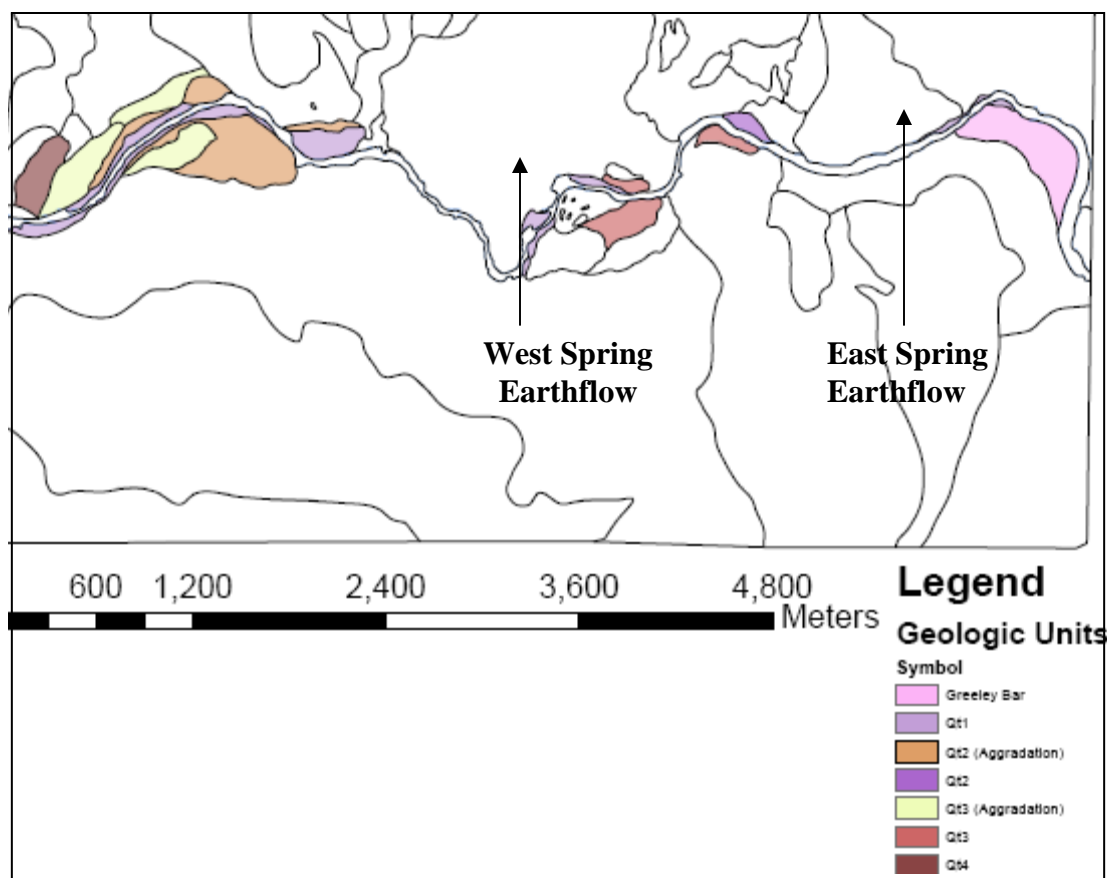 West Spring
Earthflow
East Spring
Earthflow
600 1,200 2,400 3,600 4,800
Meters
Legend
Geologic Units
Symbol
Greeley Bar
Qt1
Qt2 (Aggradation)
Qt2
Qt3 (Aggradation)
Qt3
Qt4